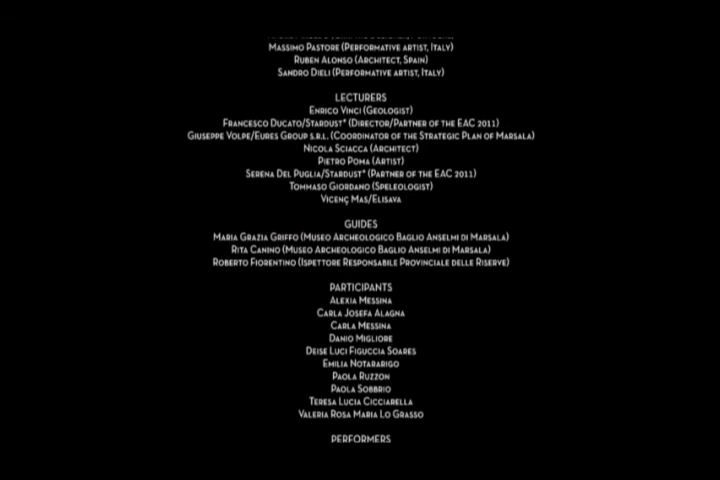 Massimo Pastore (Performative artist, Italy)
Ruben Alonso (Architect, Spain)
Sandro Dieli (Performative artist, Italy)
LECTURERS
Enrico Vinci (Geologist)
Francesco Ducato/Stardust* (Director/Partner of the EAC 2011)
Giuseppe Volpe/Eures Group s.r.l. (Coordinator of the Strategic Plan of Marsala)
Nicola Sciacca (Architect)
Pietro Poma (Artist)
Serena Del Puglia/Stardust* (Partner of the EAC 2011)
Tommaso Giordano (Speleologist)
Vicenç Mas/Elisava
GUIDES
Maria Grazia Griffo (Museo Archeologico Baglio Anselmi di Marsala)
Rita Canino (Museo Archeologico Baglio Anselmi di Marsala)
Roberto Fiorentino (Ispettore Responsabile Provinciale delle Riserve)
PARTICIPANTS
Alexia Messina
Carla Josefa Alagna
Carla Messina
Danio Migliore
Deise Luci Figuccia Soares
Emilia Notarbarigo
Paola Ruzzon
Paola Sobbrio
Teresa Lucia Cicciarella
Valeria Rosa Maria Lo Grasso
PERFORMERS